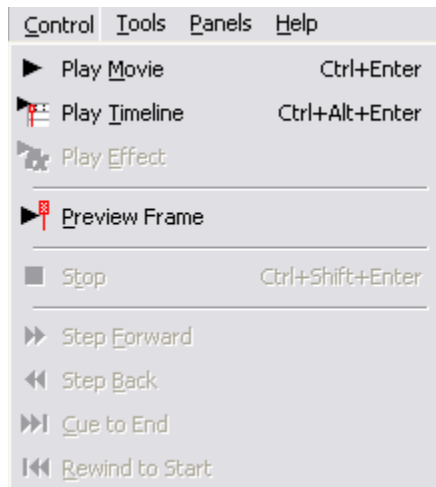 Control Tools Panels Help
Play Movie Ctrl+Enter
Play Timeline Ctrl+Alt+Enter
Play Effect
Preview Frame
Stop Ctrl+Shift+Enter
Step Forward
Step Back
Cue to End
Rewind to Start